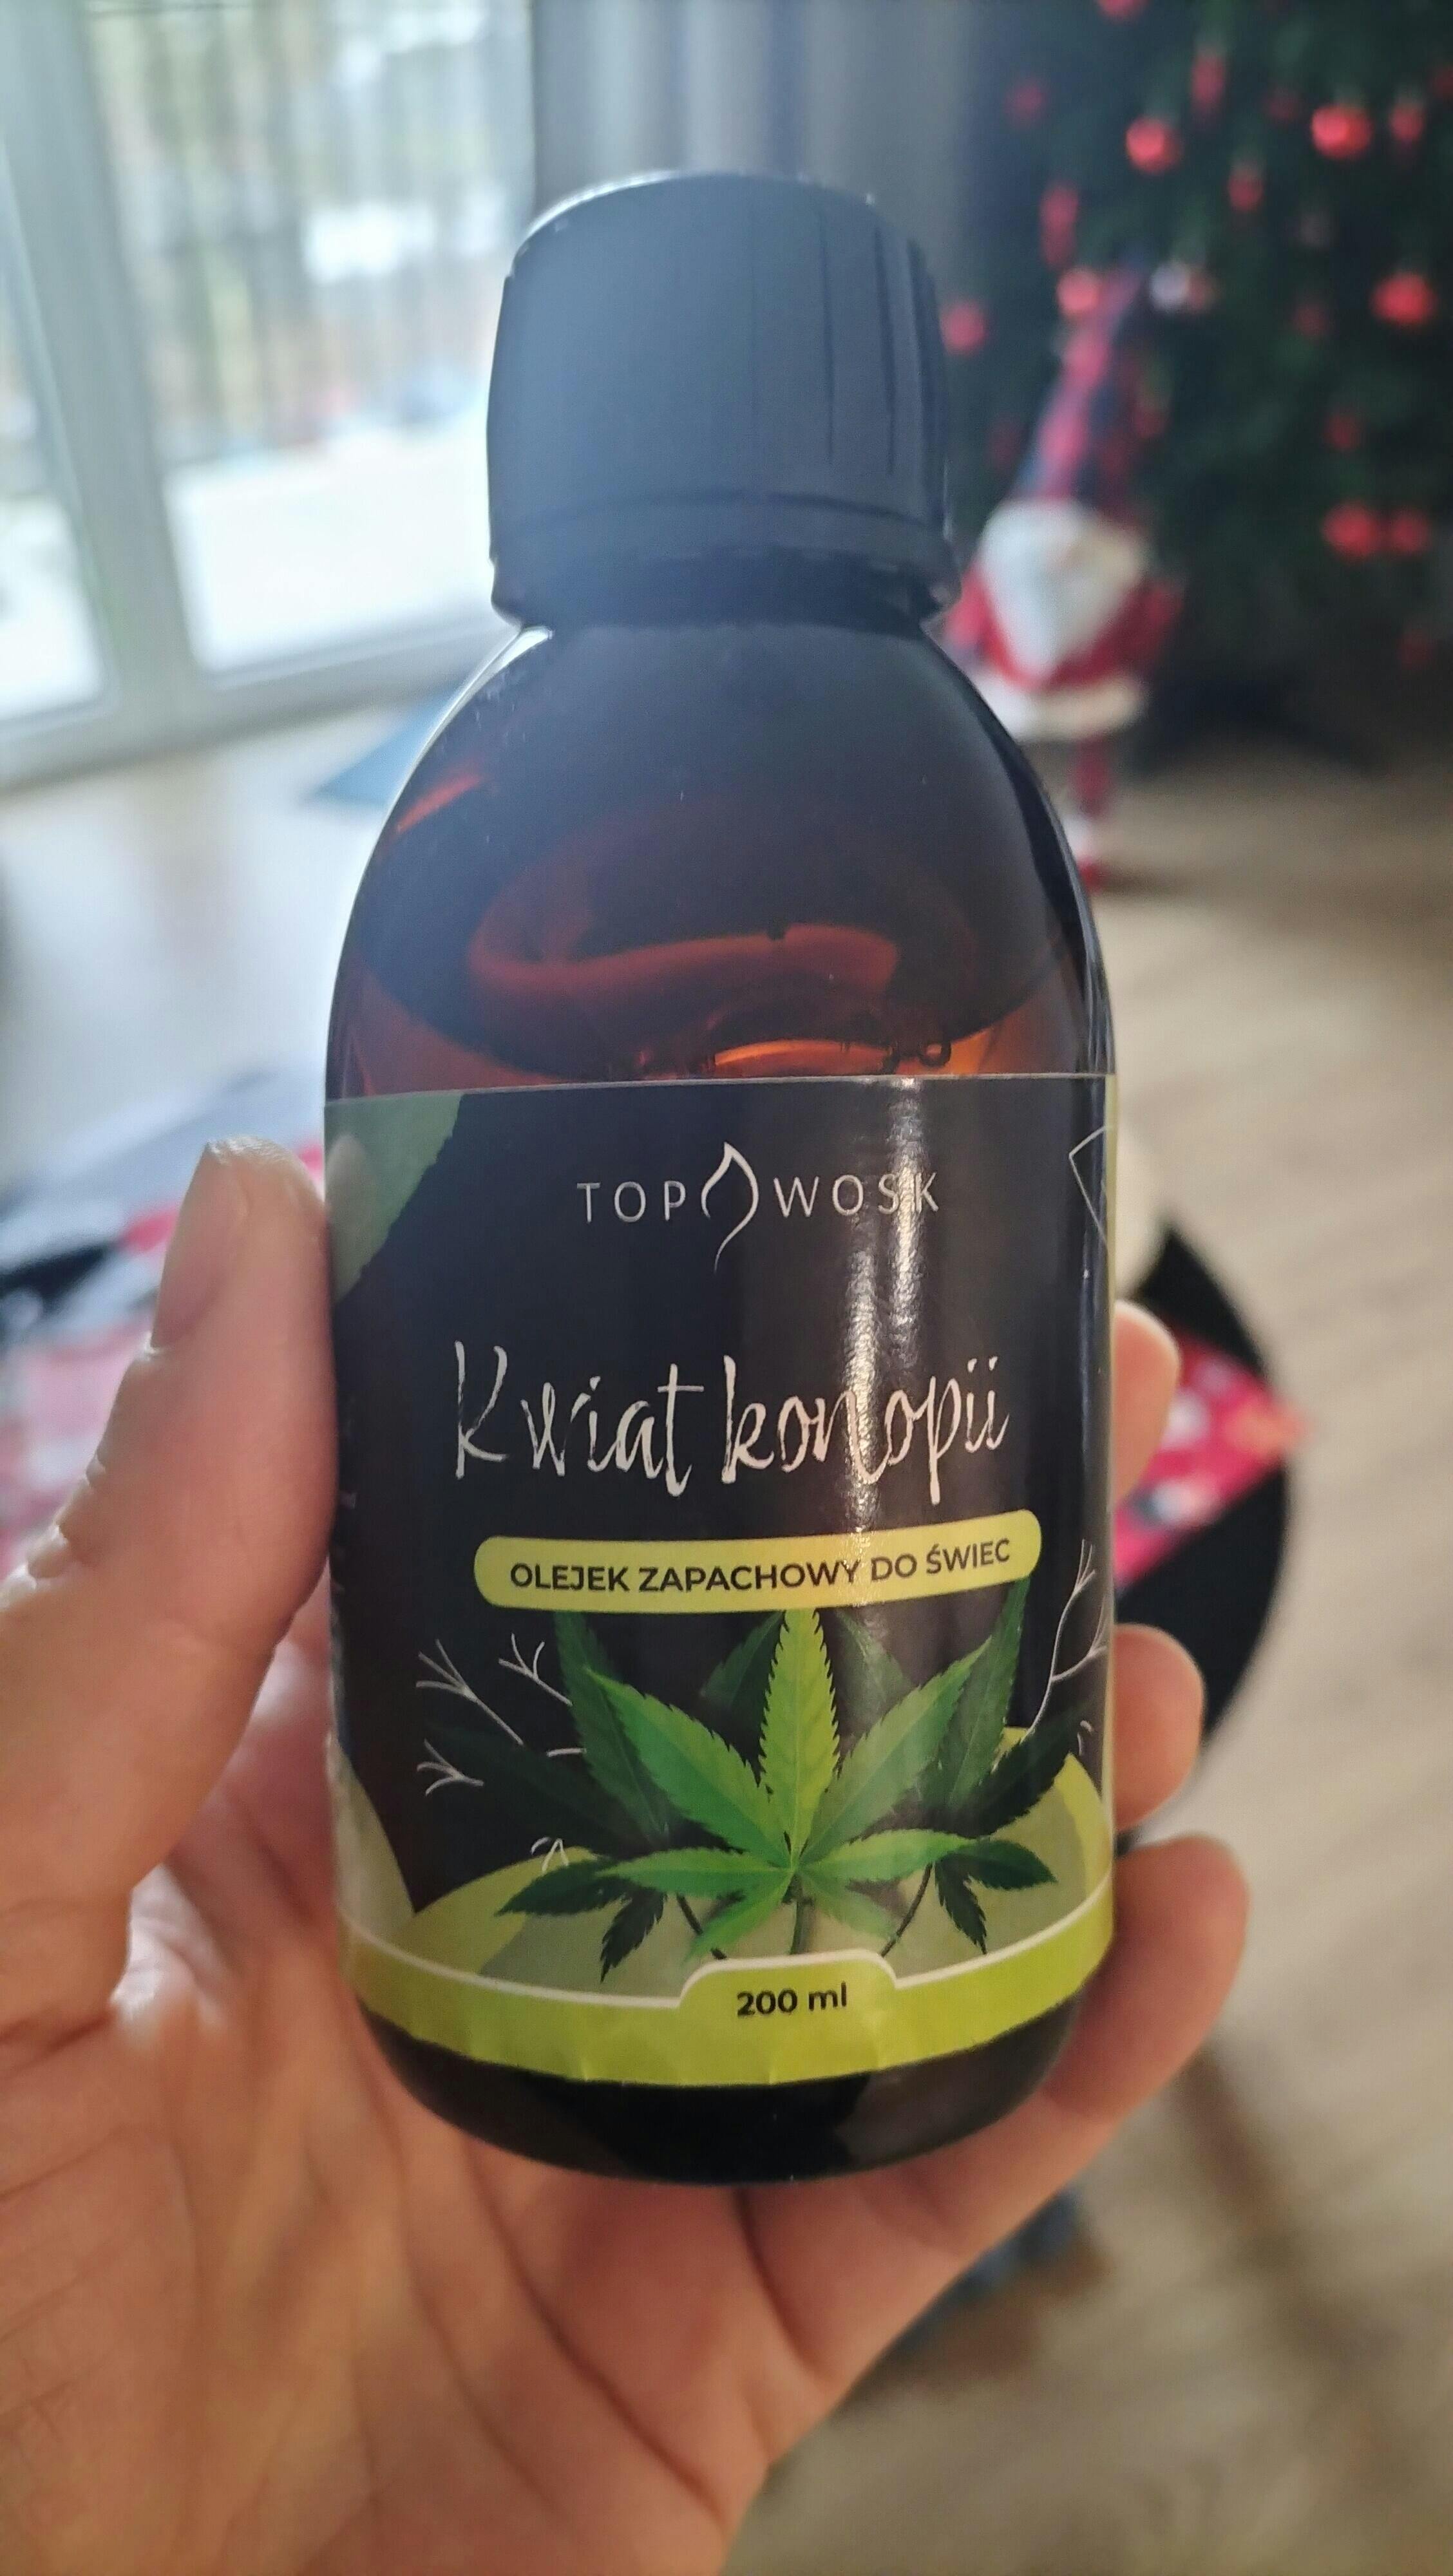 TOP WOSK
Kwiat konopii
OLEJEK ZAPACHOWY DO ŚWIEC
200 ml